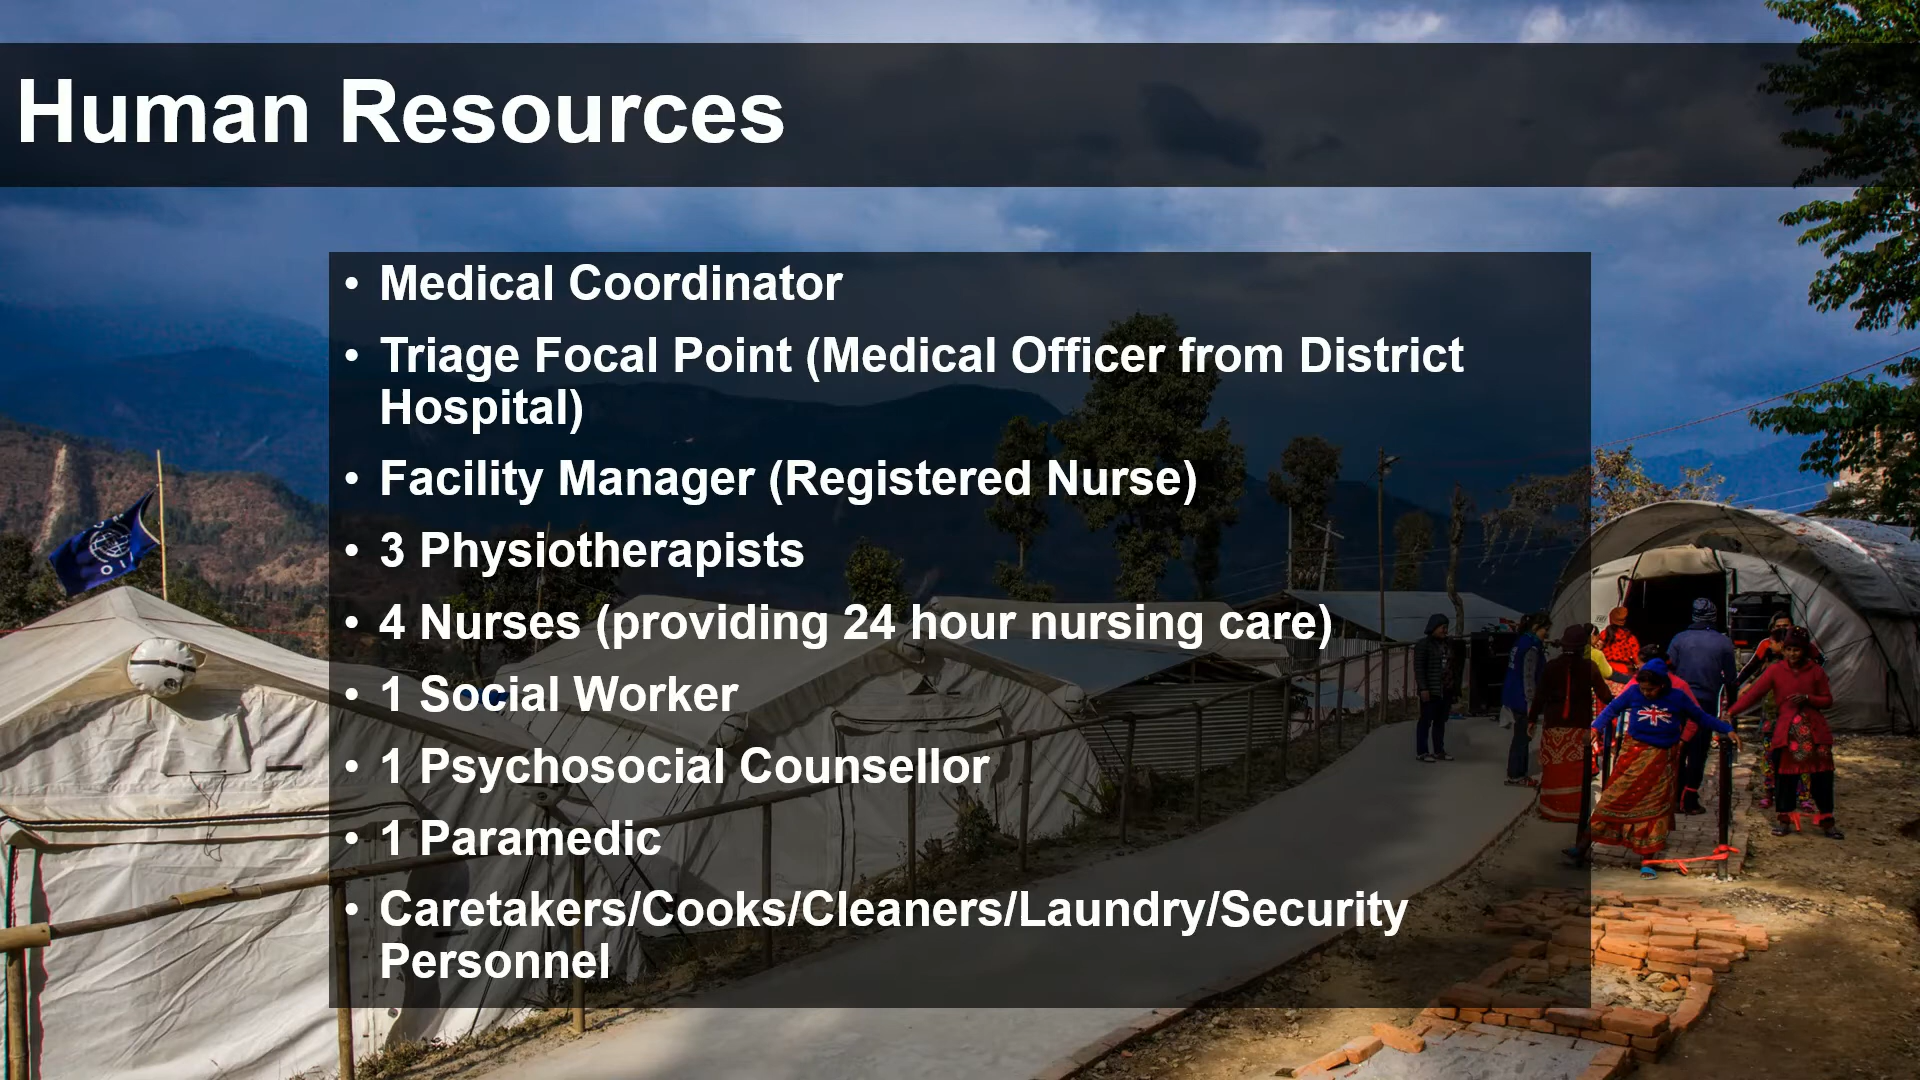 Human Resources
• Medical Coordinator
• Triage Focal Point (Medical Officer from District
Hospital)
• Facility Manager (Registered Nurse)
• 3 Physiotherapists
• 4 Nurses (providing 24 hour nursing care)
• 1 Social Worker
• 1 Psychosocial Counsellor
• 1 Paramedic
• Caretakers/Cooks/Cleaners/Laundry/Security
Personnel